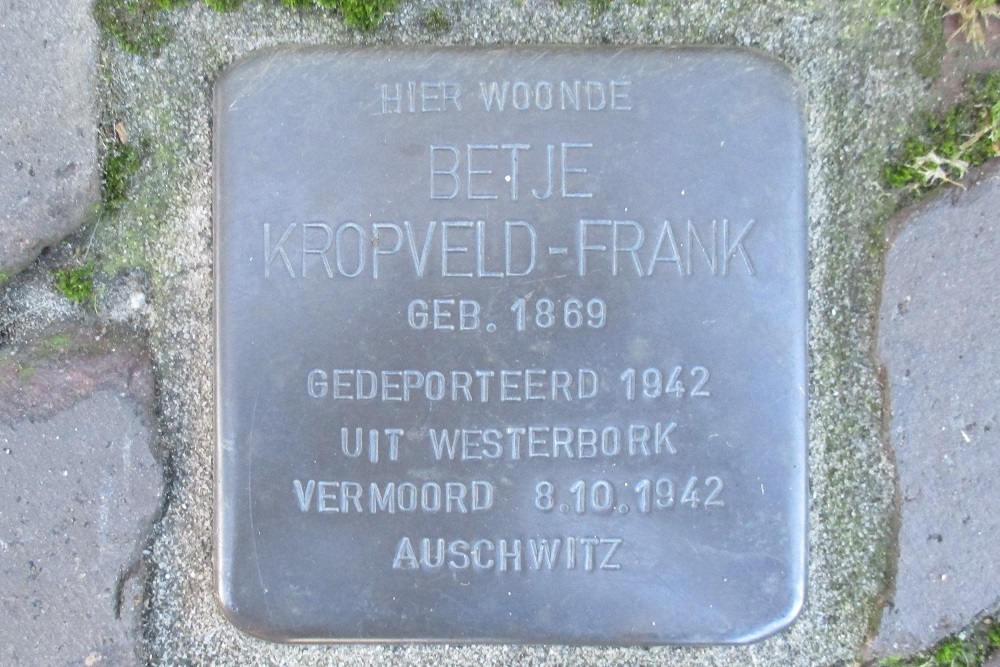 HIER WOONDE
BETJE
KROPVELD-FRANK
GEB. 1869
GEDEPORTEERD 1942
UIT WESTERBORK
VERMOORD 8.10.1942
AUSCHWITZ